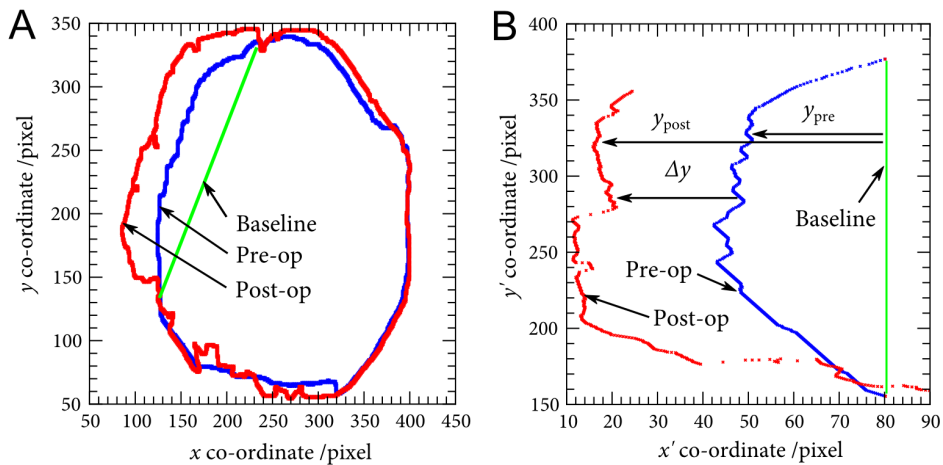 A
350
300
250
200
150
100
50
y co-ordinate /pixel
Baseline
Pre-op
Post-op
50 100 150 200 250 300 350 400 450
x co-ordinate /pixel
B
400
350
300
250
200
150
y′ co-ordinate /pixel
y_post
y_pre
Δy
Baseline
Pre-op
Post-op
10 20 30 40 50 60 70 80 90
x′ co-ordinate /pixel